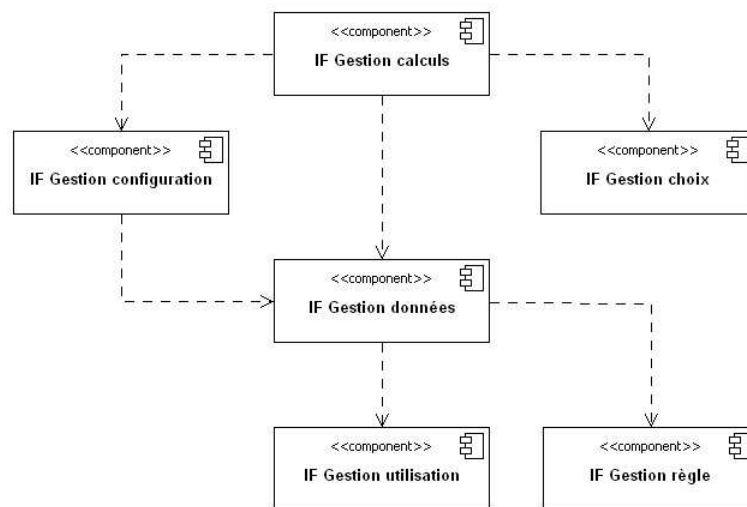 <<component>>
IF Gestion calculs
<<component>>
IF Gestion configuration
<<component>>
IF Gestion choix
<<component>>
IF Gestion données
<<component>>
IF Gestion utilisation
<<component>>
IF Gestion règle